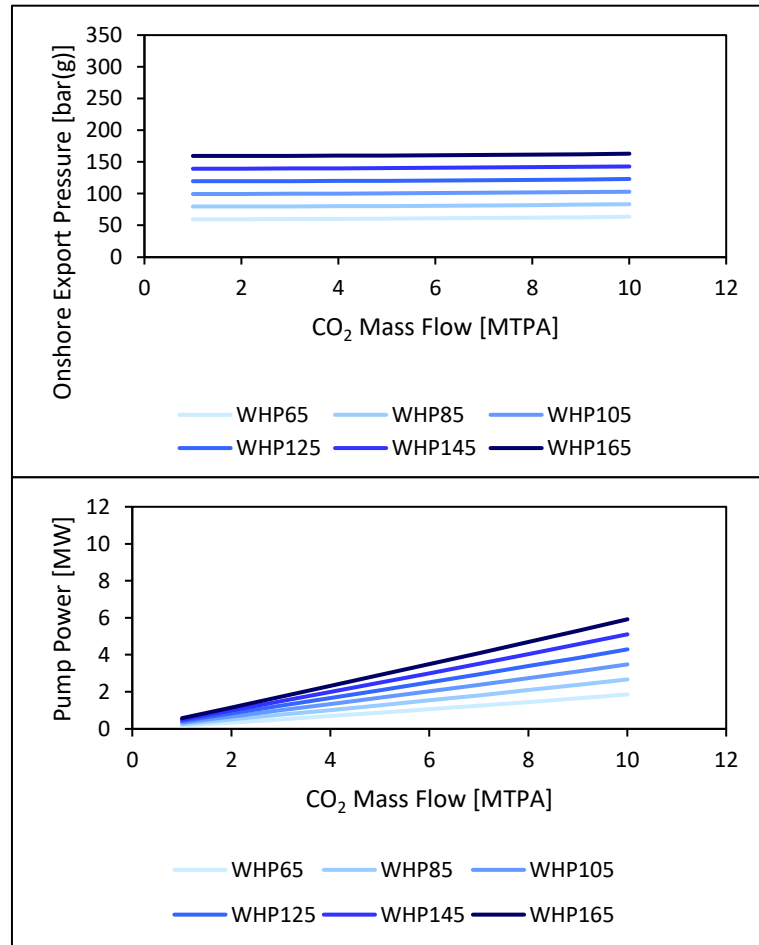 Onshore Export Pressure [bar(g)]
350
300
250
200
150
100
50
0
0 2 4 6 8 10 12
CO₂ Mass Flow [MTPA]
WHP65 WHP85 WHP105
WHP125 WHP145 WHP165
Pump Power [MW]
12
10
8
6
4
2
0
0 2 4 6 8 10 12
CO₂ Mass Flow [MTPA]
WHP65 WHP85 WHP105
WHP125 WHP145 WHP165